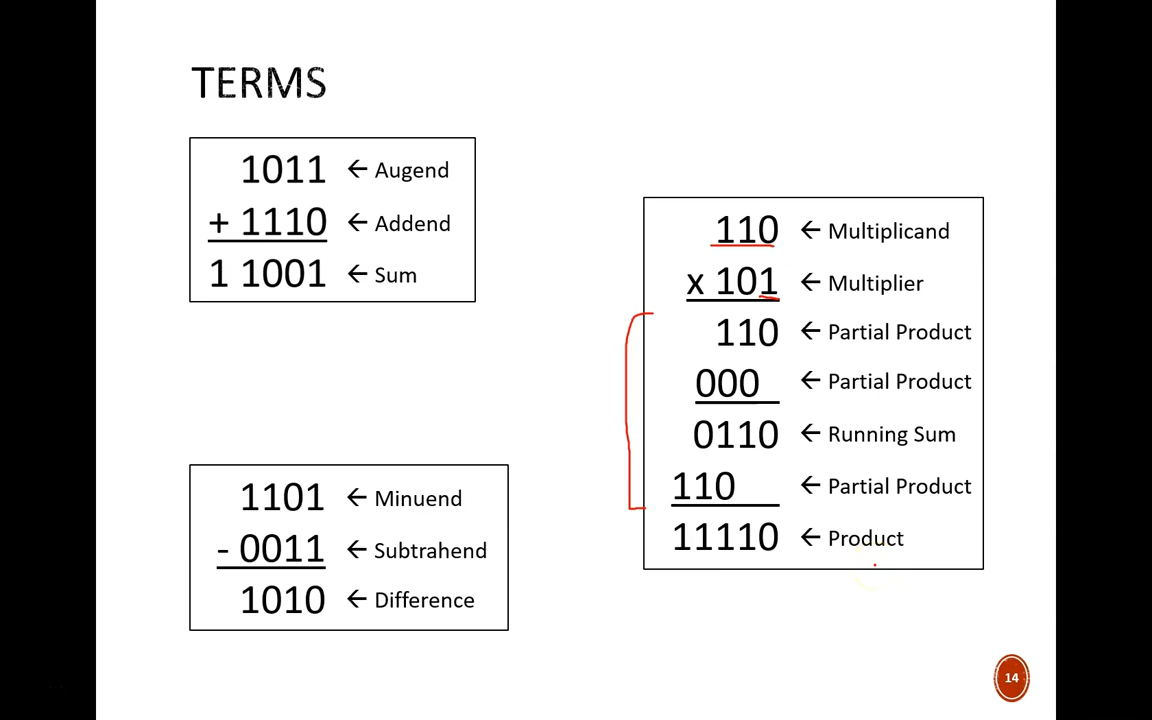 TERMS
1011 ← Augend
+ 1110 ← Addend
1 1001 ← Sum
1101 ← Minuend
- 0011 ← Subtrahend
1010 ← Difference
110 ← Multiplicand
x 101 ← Multiplier
110 ← Partial Product
000 ← Partial Product
0110 ← Running Sum
110 ← Partial Product
11110 ← Product
14